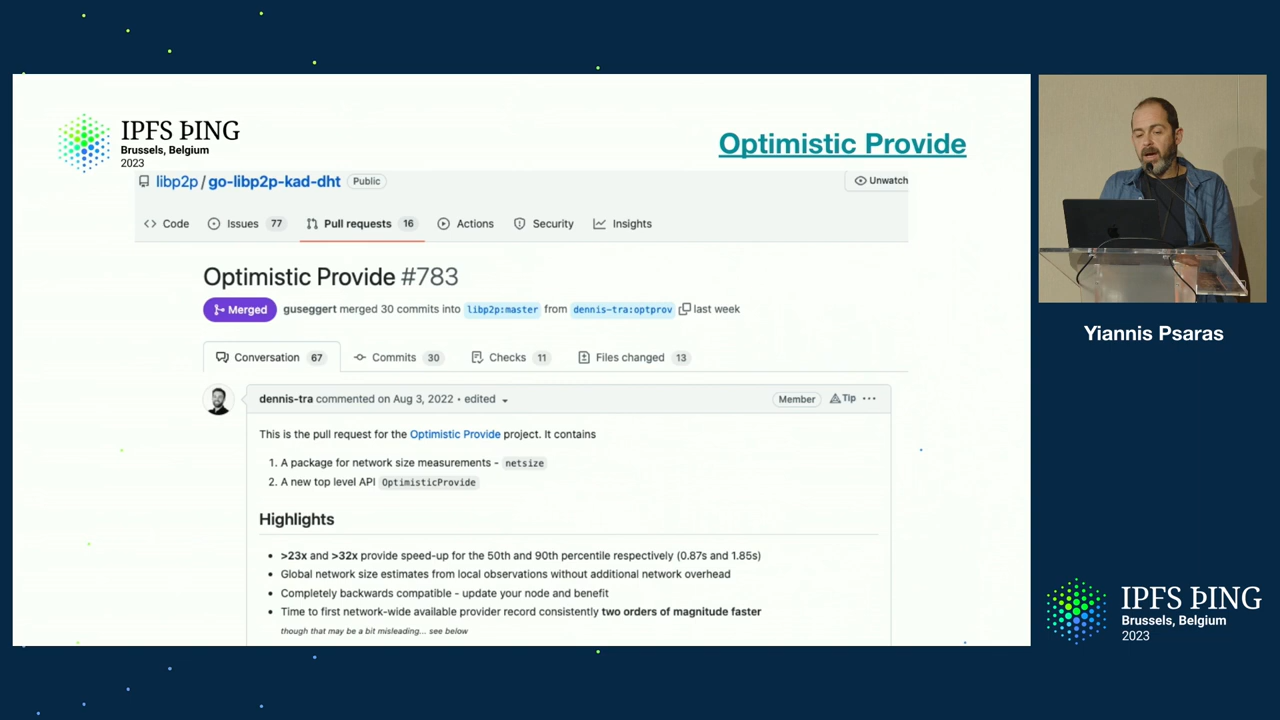 IPFS ÞING
Brussels, Belgium
2023
Optimistic Provide
libp2p / go-libp2p-kad-dht Public
Unwatch
Code Issues 77 Pull requests 16 Actions Security Insights
Optimistic Provide #783
Merged guseggert merged 30 commits into libp2p:master from dennis-tra:optprov last week
Conversation 67 Commits 30 Checks 11 Files changed 13
dennis-tra commented on Aug 3, 2022 • edited Member Tip ...
This is the pull request for the Optimistic Provide project. It contains
1. A package for network size measurements - netsize
2. A new top level API OptimisticProvide
Highlights
• >23x and >32x provide speed-up for the 50th and 90th percentile respectively (0.87s and 1.85s)
• Global network size estimates from local observations without additional network overhead
• Completely backwards compatible - update your node and benefit
• Time to first network-wide available provider record consistently two orders of magnitude faster
though that may be a bit misleading... see below
Yiannis Psaras
IPFS ÞING
Brussels, Belgium
2023